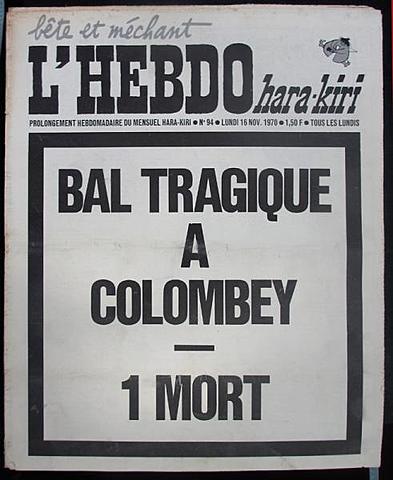 bête et méchant
L'HEBDO hara-kiri
PROLONGEMENT HEBDOMADAIRE DU MENSUEL HARA-KIRI ● N° 94 ● LUNDI 16 NOV. 1970 ● 1,50 F ● TOUS LES LUNDIS
BAL TRAGIQUE
A
COLOMBEY
—
1 MORT